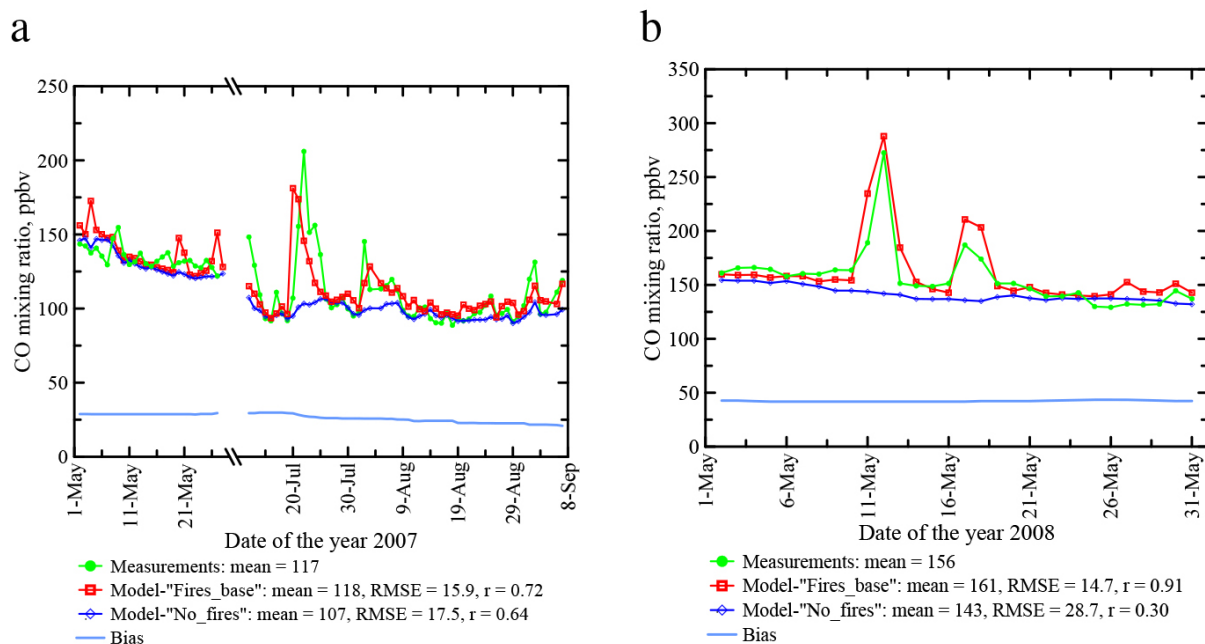 a
CO mixing ratio, ppbv
250
200
150
100
50
0
1-May
11-May
21-May
20-Jul
30-Jul
9-Aug
19-Aug
29-Aug
8-Sep
Date of the year 2007
Measurements: mean = 117
Model-"Fires_base": mean = 118, RMSE = 15.9, r = 0.72
Model-"No_fires": mean = 107, RMSE = 17.5, r = 0.64
Bias
b
CO mixing ratio, ppbv
350
300
250
200
150
100
50
0
1-May
6-May
11-May
16-May
21-May
26-May
31-May
Date of the year 2008
Measurements: mean = 156
Model-"Fires_base": mean = 161, RMSE = 14.7, r = 0.91
Model-"No_fires": mean = 143, RMSE = 28.7, r = 0.30
Bias